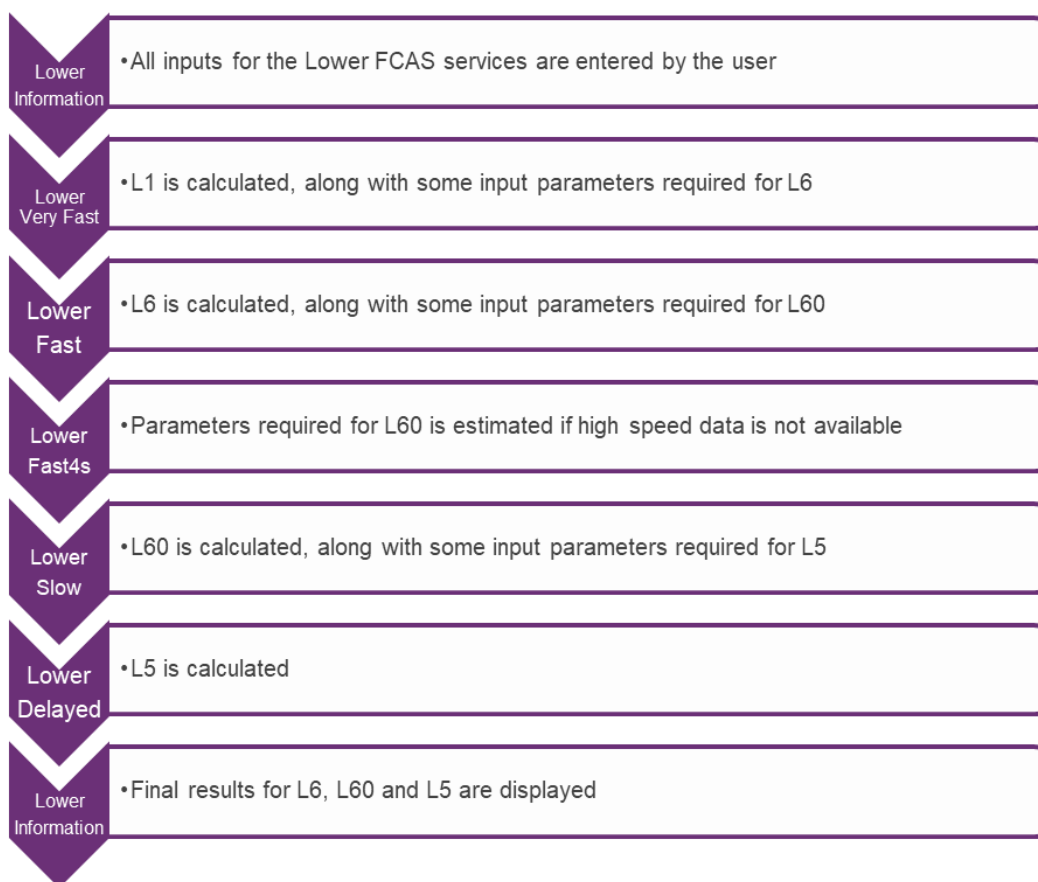 Lower
Information
•All inputs for the Lower FCAS services are entered by the user
Lower
Very Fast
•L1 is calculated, along with some input parameters required for L6
Lower
Fast
•L6 is calculated, along with some input parameters required for L60
Lower
Fast4s
•Parameters required for L60 is estimated if high speed data is not available
Lower
Slow
•L60 is calculated, along with some input parameters required for L5
Lower
Delayed
•L5 is calculated
Lower
Information
•Final results for L6, L60 and L5 are displayed